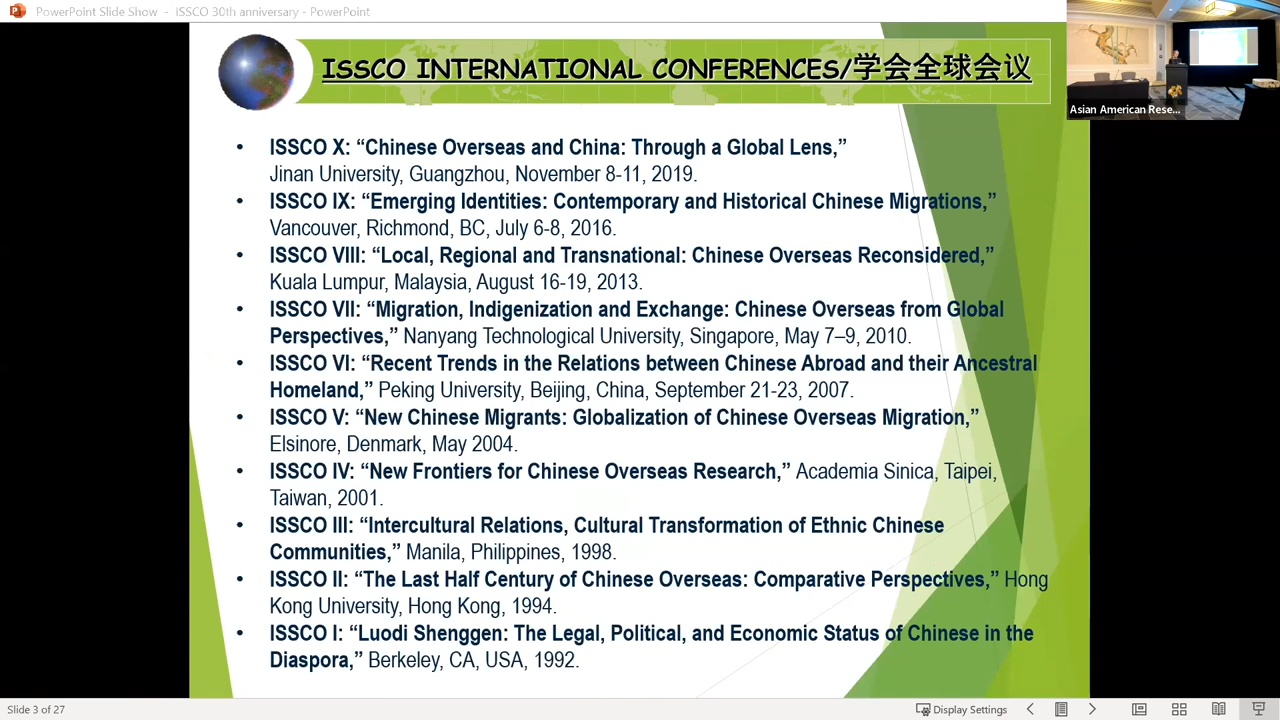 PowerPoint Slide Show - ISSCO 30th anniversary - PowerPoint
ISSCO INTERNATIONAL CONFERENCES/学会全球会议
Asian American Rese...
• ISSCO X: “Chinese Overseas and China: Through a Global Lens,”
Jinan University, Guangzhou, November 8-11, 2019.
• ISSCO IX: “Emerging Identities: Contemporary and Historical Chinese Migrations,”
Vancouver, Richmond, BC, July 6-8, 2016.
• ISSCO VIII: “Local, Regional and Transnational: Chinese Overseas Reconsidered,”
Kuala Lumpur, Malaysia, August 16-19, 2013.
• ISSCO VII: “Migration, Indigenization and Exchange: Chinese Overseas from Global
Perspectives,” Nanyang Technological University, Singapore, May 7–9, 2010.
• ISSCO VI: “Recent Trends in the Relations between Chinese Abroad and their Ancestral
Homeland,” Peking University, Beijing, China, September 21-23, 2007.
• ISSCO V: “New Chinese Migrants: Globalization of Chinese Overseas Migration,”
Elsinore, Denmark, May 2004.
• ISSCO IV: “New Frontiers for Chinese Overseas Research,” Academia Sinica, Taipei,
Taiwan, 2001.
• ISSCO III: “Intercultural Relations, Cultural Transformation of Ethnic Chinese
Communities,” Manila, Philippines, 1998.
• ISSCO II: “The Last Half Century of Chinese Overseas: Comparative Perspectives,” Hong
Kong University, Hong Kong, 1994.
• ISSCO I: “Luodi Shenggen: The Legal, Political, and Economic Status of Chinese in the
Diaspora,” Berkeley, CA, USA, 1992.
Slide 3 of 27
Display Settings